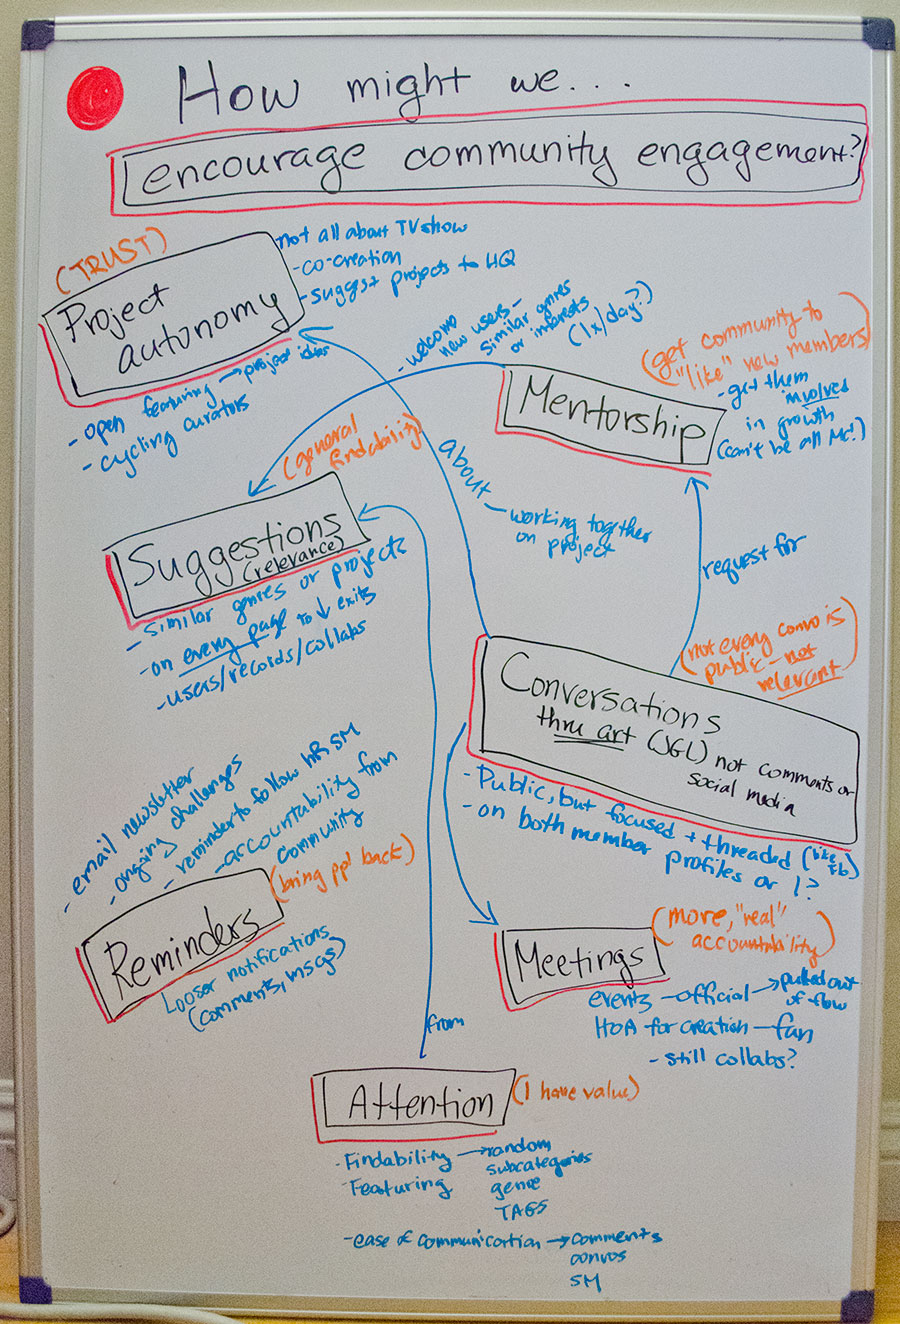 How might we...
encourage community engagement?
(TRUST)
Project
autonomy
not all about TV show
- co-creation
- suggest projects to HQ
- open featuring → project ideas
- cycling curators
- welcome
new users -
similar genres
or interests
(1x/day?)
Mentorship
(get community to
"like" new members)
- get them
involved
in growth
(can't be all Me!)
(general
findability)
Suggestions
(relevance)
- similar genres or projects
- on every page to ↓ exits
- users/records/collabs
about
- working together
on project
request for
(not every convo is
public - not
relevant)
Conversations
thru art (JGL) not comments or
social media
- Public, but focused + threaded (like fb)
- on both member
profiles or 1?
- email newsletter
- ongoing challenges
- reminder to follow HR SM
- accountability from
community
(bring ppl back)
Reminders
Looser notifications
(comments, mscgs)
Meetings
(more, "real"
accountability)
events - official → pulled out
of flow
HOA for creation - fan
- still collabs?
from
Attention
(I have value)
- Findability → random
subcategories
- Featuring
genre
TAGS
- ease of communication → comments
convos
SM